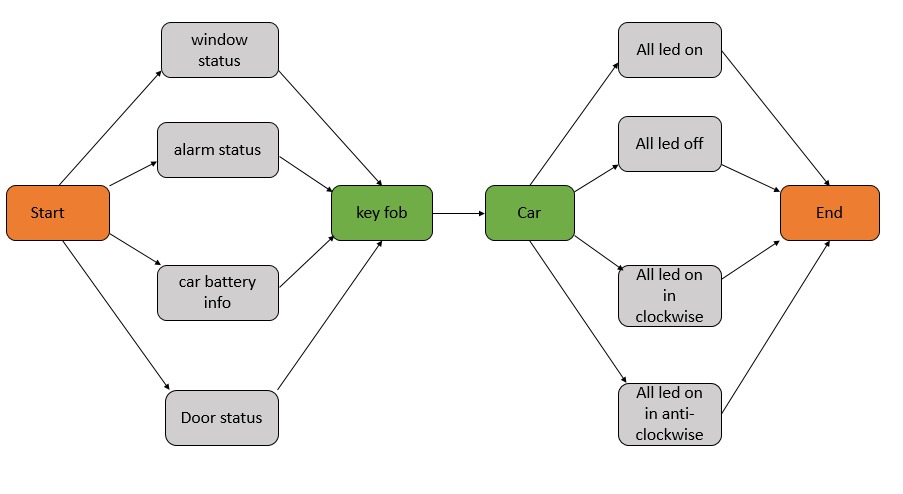 window
status
alarm status
Start
key fob
car battery
info
Door status
Car
All led on
All led off
All led on
in
clockwise
All led on
in anti-
clockwise
End